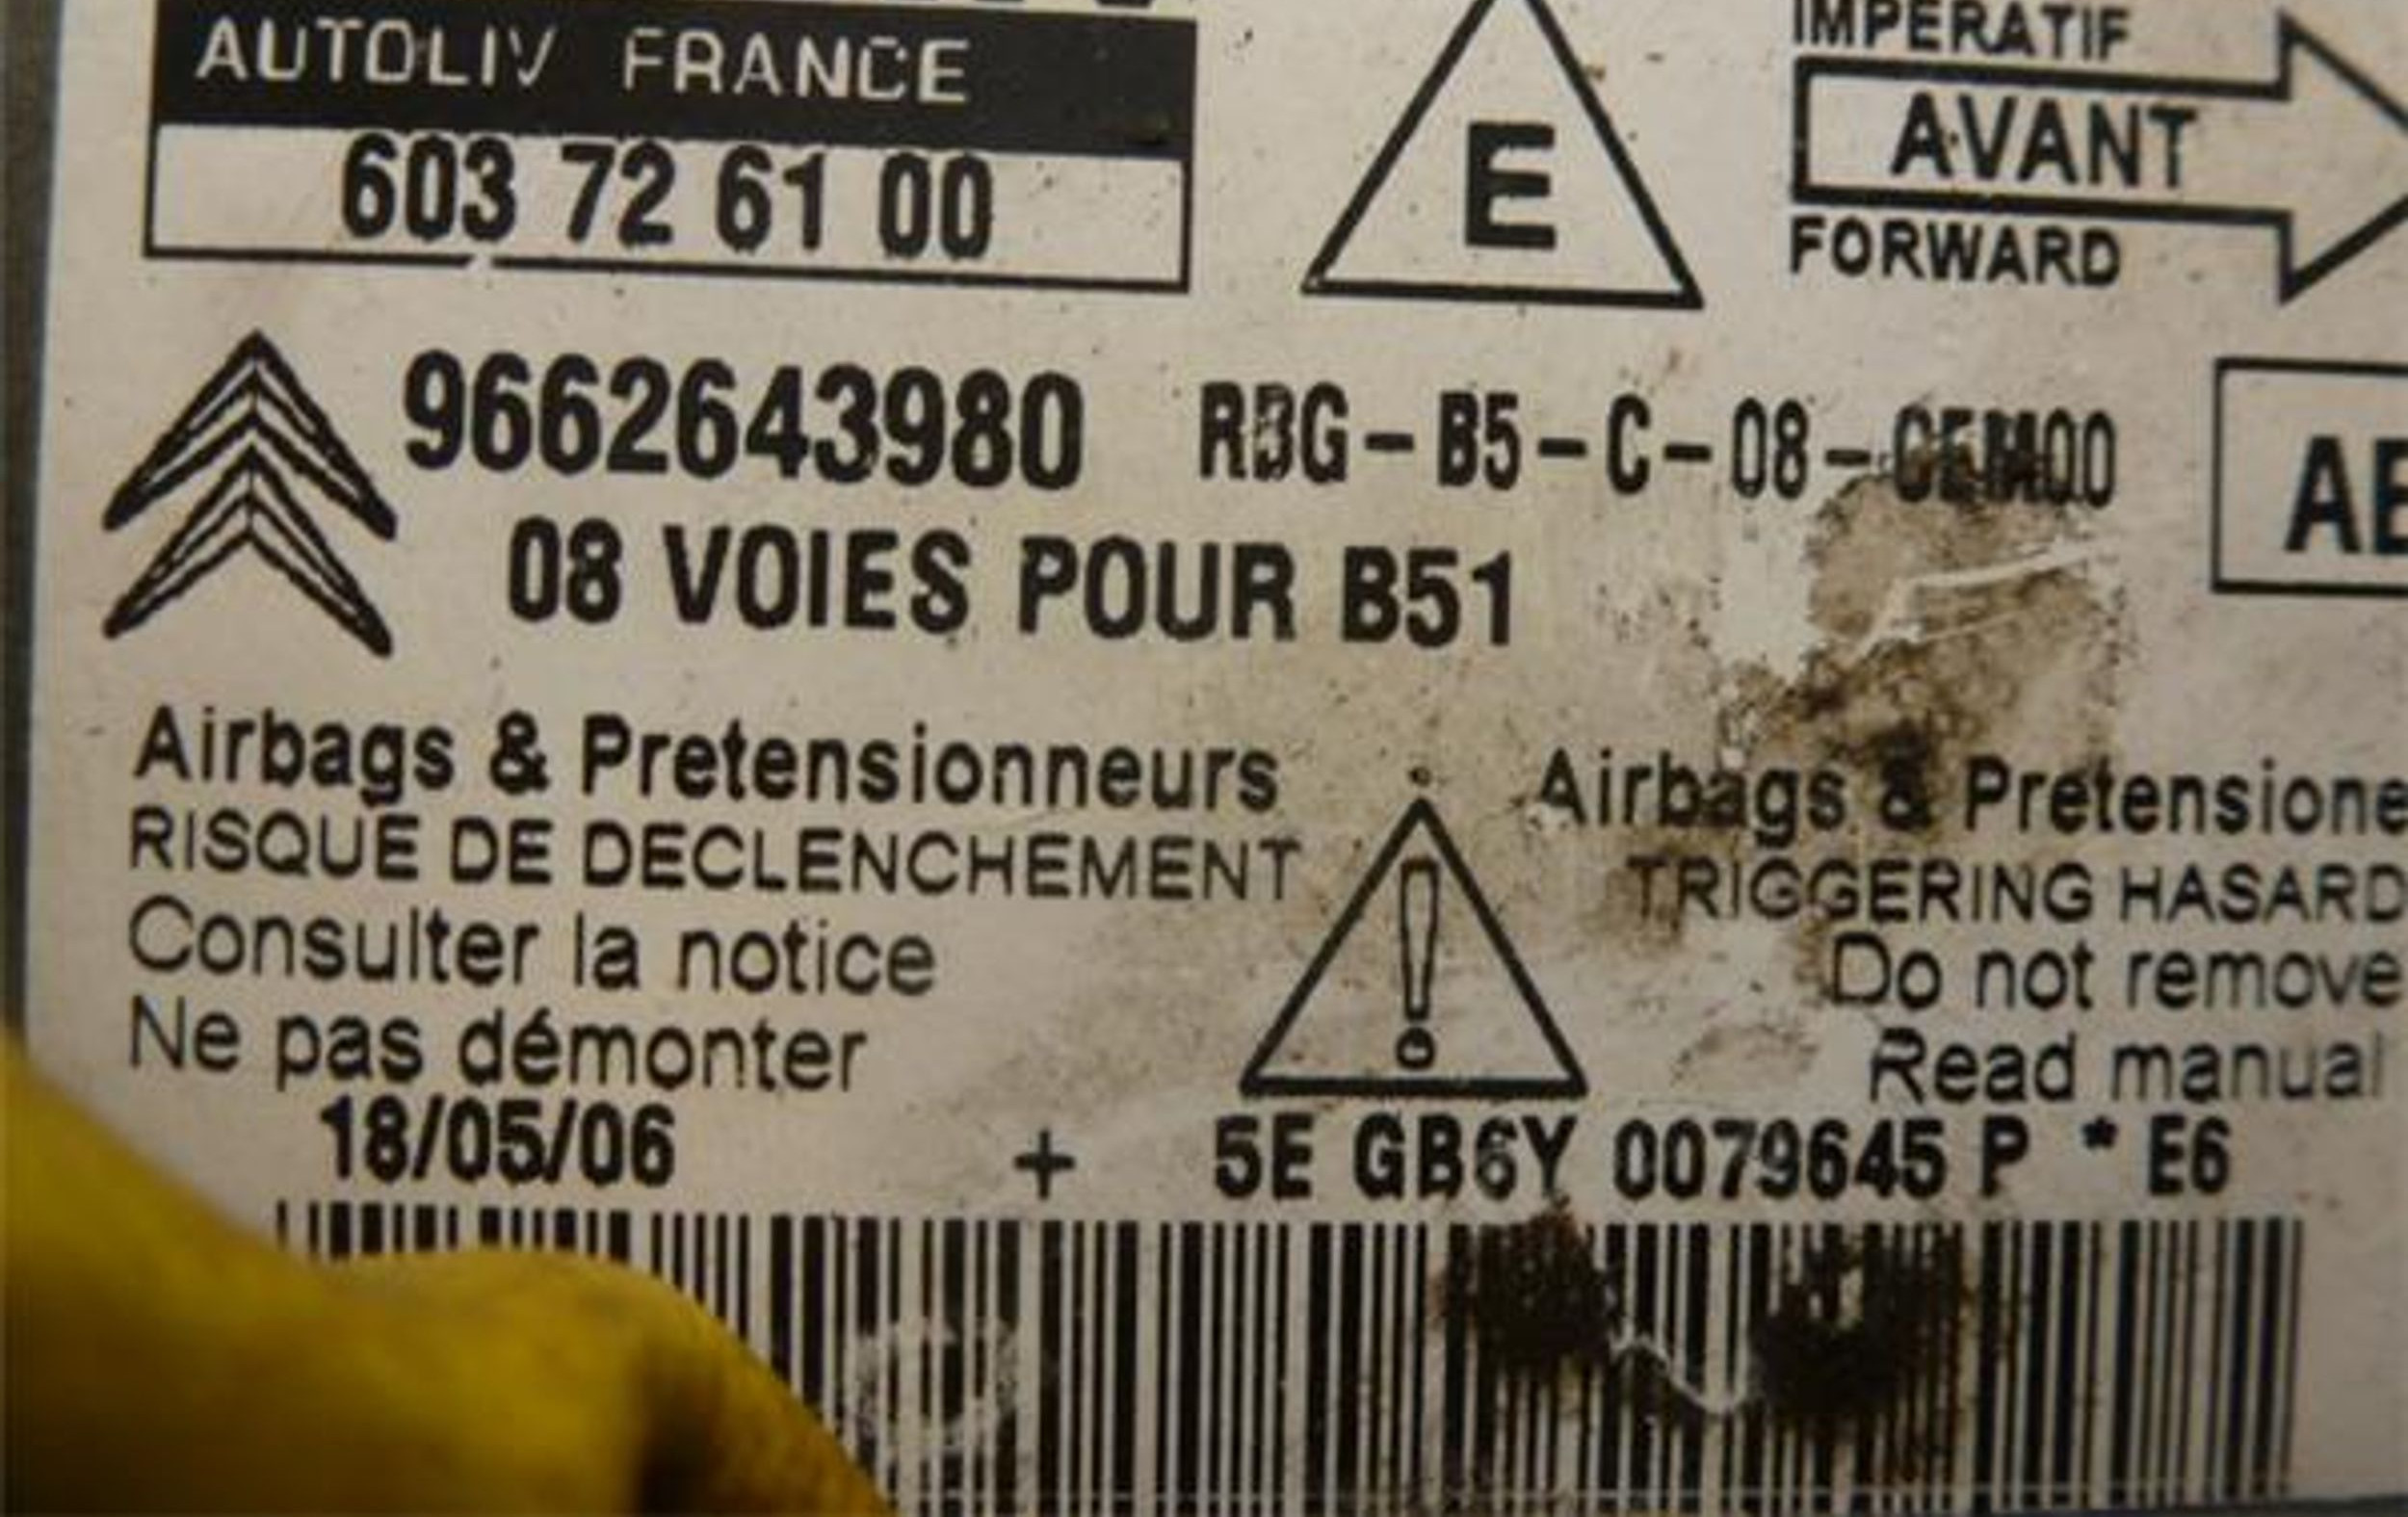 AUTOLIV FRANCE
603 72 61 00
E
IMPERATIF
AVANT
FORWARD
9662643980 RBG-B5-C-08-CEM00
08 VOIES POUR B51
Airbags & Pretensionneurs
RISQUE DE DECLENCHEMENT
Consulter la notice
Ne pas démonter
Airbags & Pretensione
TRIGGERING HASARD
Do not remove
Read manual
18/05/06 + 5E GB6Y 0079645 P * E6